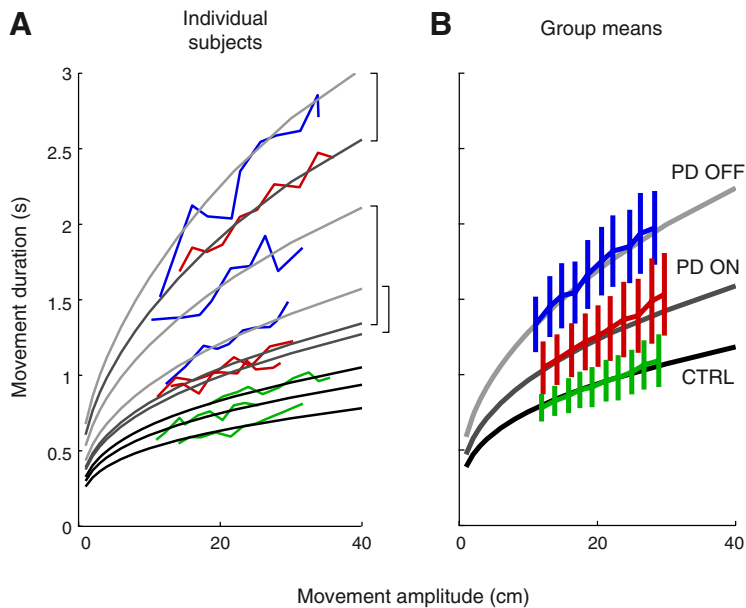 A
Individual
subjects
B
Group means
Movement duration (s)
3
2.5
2
1.5
1
0.5
0
0
20
40
PD OFF
PD ON
CTRL
0
20
40
Movement amplitude (cm)